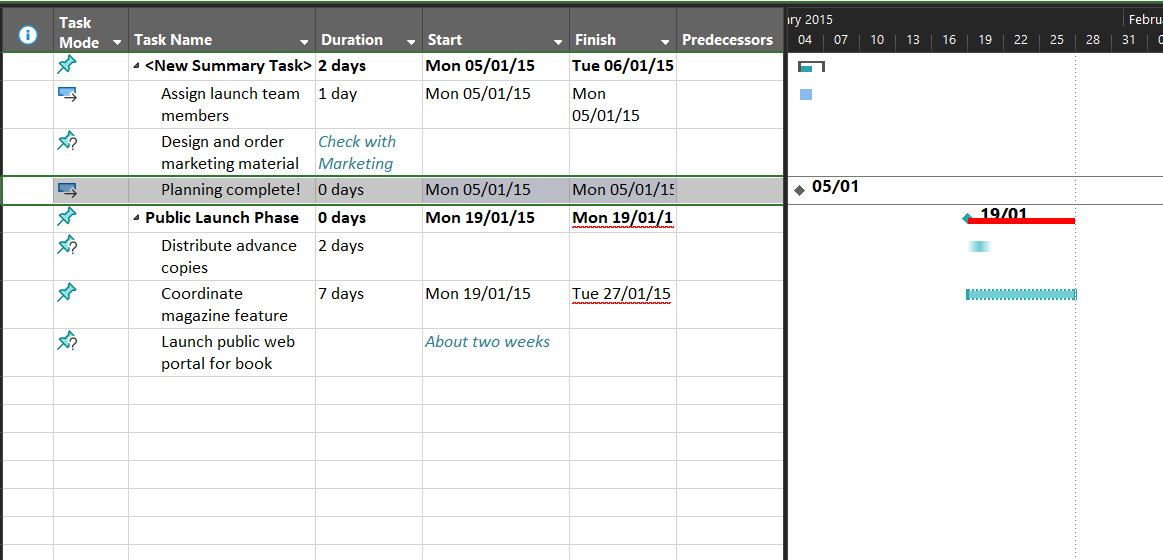 Task Mode Task Name Duration Start Finish Predecessors
ry 2015 Februa
04 07 10 13 16 19 22 25 28 31 0
<New Summary Task> 2 days Mon 05/01/15 Tue 06/01/15
Assign launch team members 1 day Mon 05/01/15 Mon 05/01/15
Design and order marketing material Check with Marketing
Planning complete! 0 days Mon 05/01/15 Mon 05/01/15 05/01
Public Launch Phase 0 days Mon 19/01/15 Mon 19/01/1 19/01
Distribute advance copies 2 days
Coordinate magazine feature 7 days Mon 19/01/15 Tue 27/01/15
Launch public web portal for book About two weeks